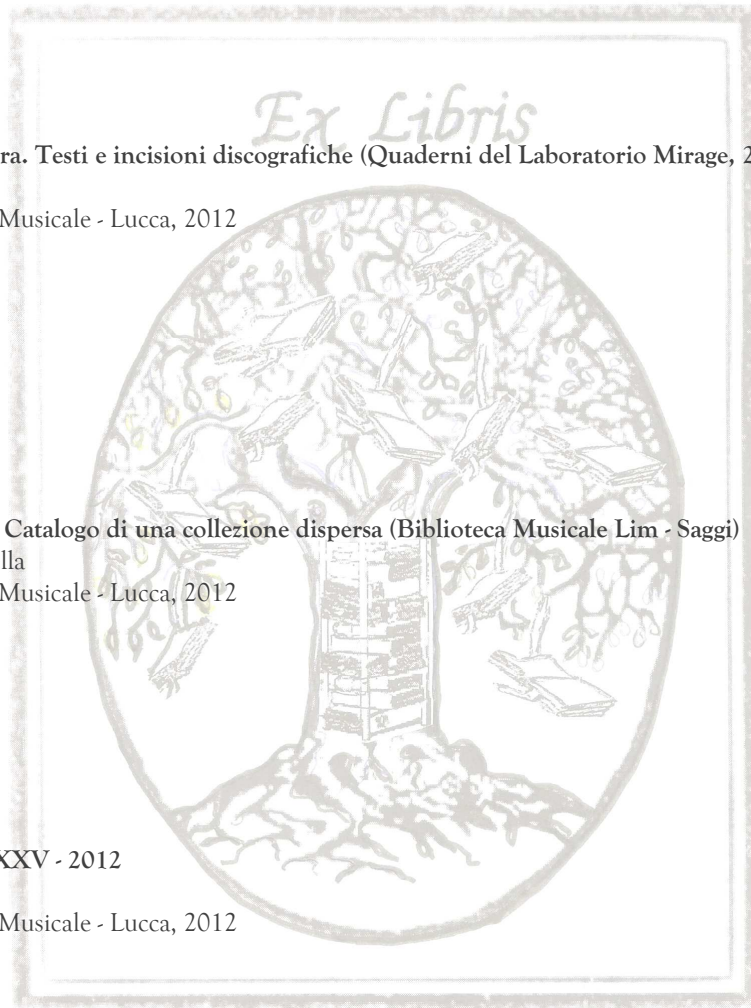 Ex Libris
ra. Testi e incisioni discografiche (Quaderni del Laboratorio Mirage, 2
Musicale - Lucca, 2012
Catalogo di una collezione dispersa (Biblioteca Musicale Lim - Saggi)
lla
Musicale - Lucca, 2012
XXV - 2012
Musicale - Lucca, 2012